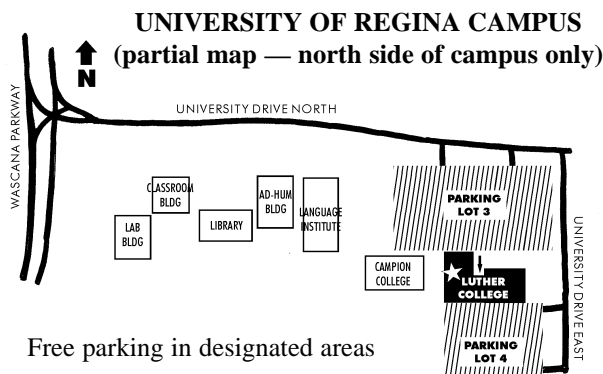 UNIVERSITY OF REGINA CAMPUS
(partial map — north side of campus only)
N
WASCANA PARKWAY
UNIVERSITY DRIVE NORTH
CLASSROOM
BLDG
AD-HUM
BLDG
LANGUAGE
INSTITUTE
LAB
BLDG
LIBRARY
PARKING
LOT 3
CAMPION
COLLEGE
LUTHER
COLLEGE
UNIVERSITY DRIVE EAST
PARKING
LOT 4
Free parking in designated areas